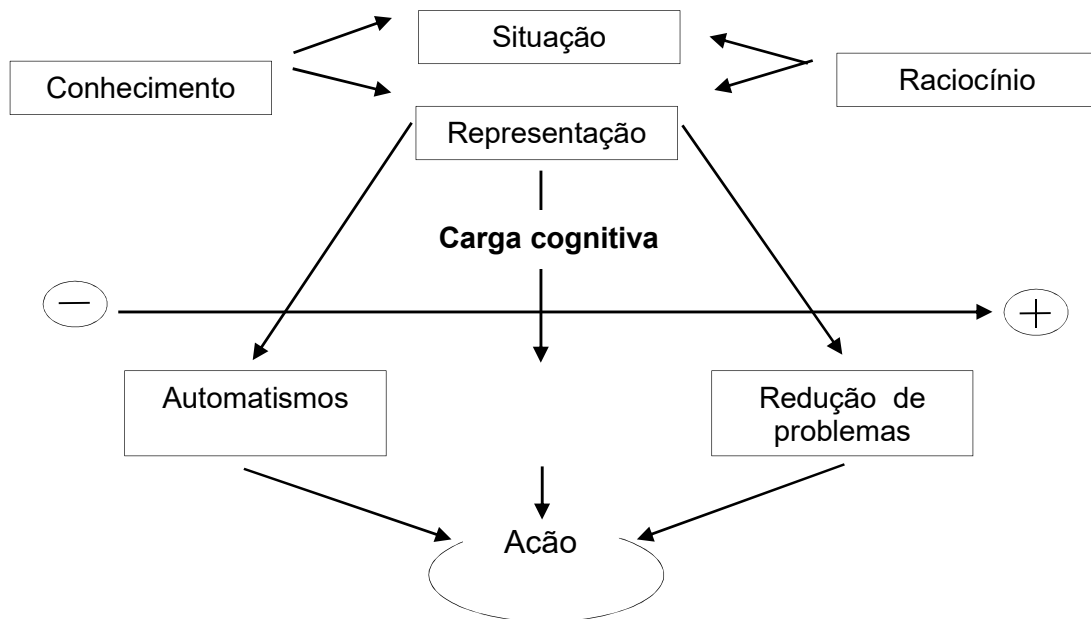 Situação
Conhecimento
Raciocínio
Representação
Carga cognitiva
Automatismos
Redução de
problemas
Acão